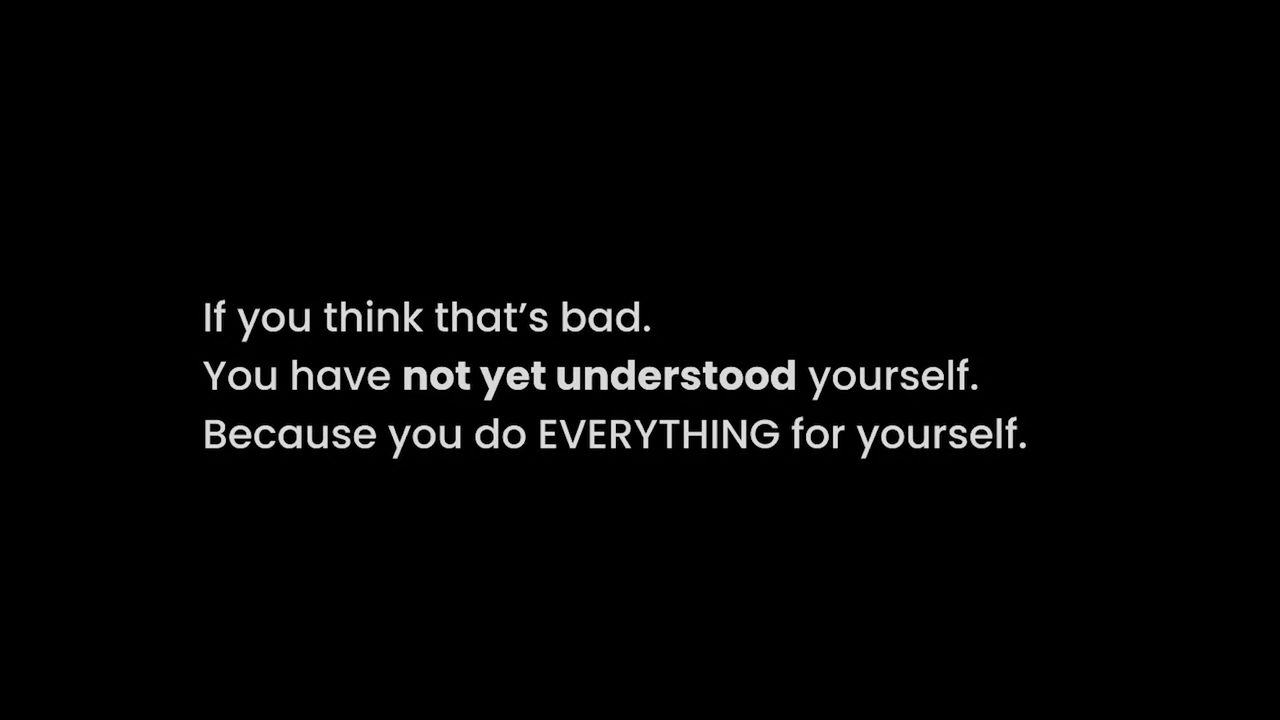 If you think that’s bad.
You have not yet understood yourself.
Because you do EVERYTHING for yourself.